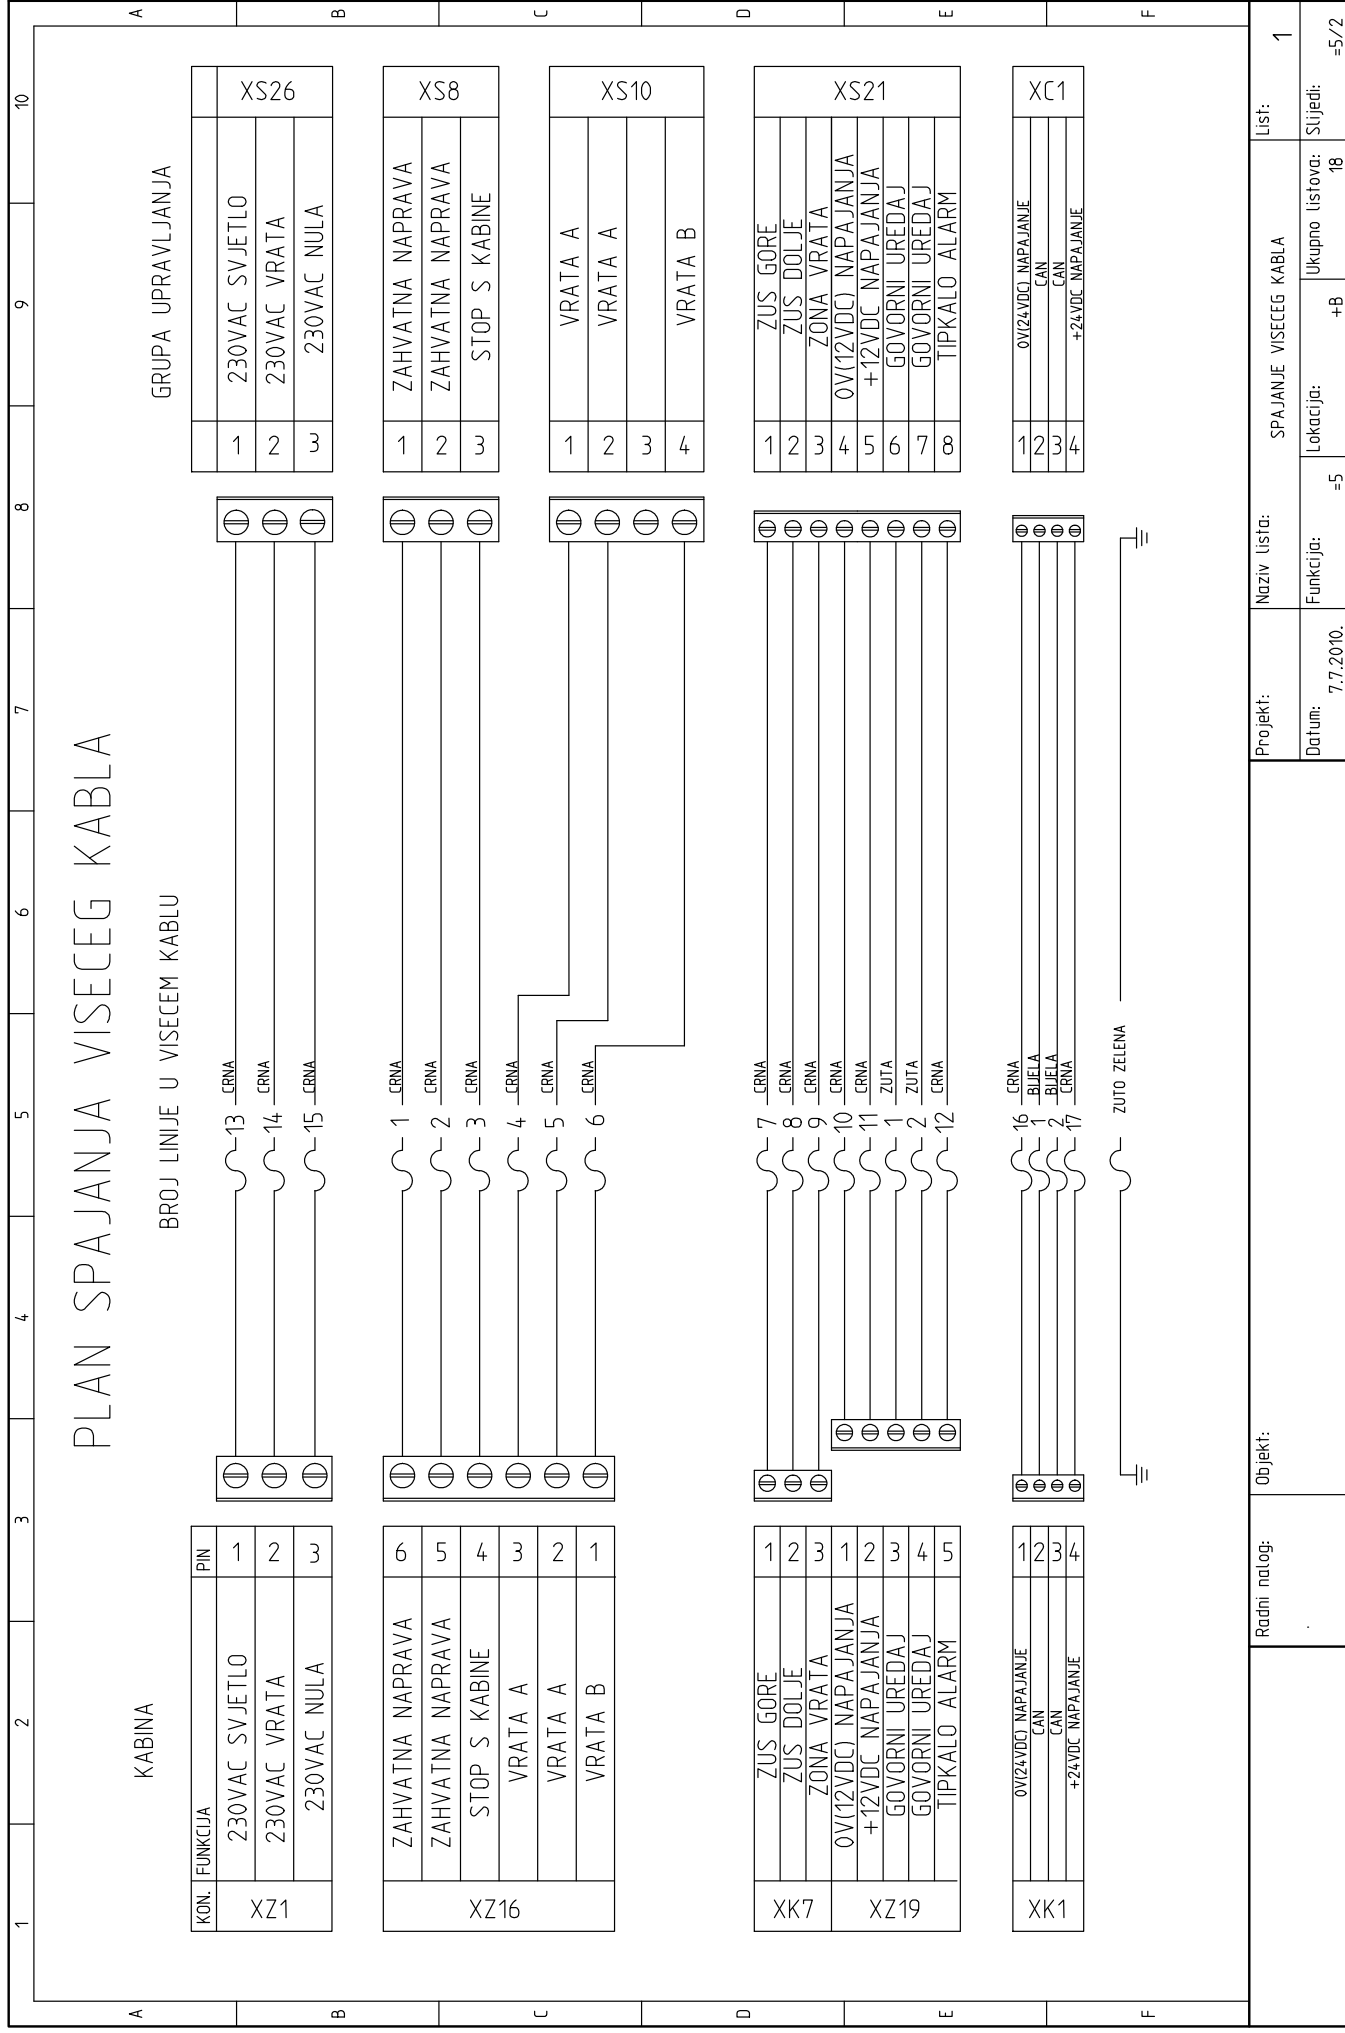 1 2 3 4 5 6 7 8 9 10
A A
B B
C C
D D
E E
F F
PLAN SPAJANJA VISECEG KABLA
KABINA
BROJ LINIJE U VISECEM KABLU
GRUPA UPRAVLJANJA
KON. FUNKCIJA PIN
XZ1
230VAC SVJETLO 1 13 CRNA 1 230VAC SVJETLO
230VAC VRATA 2 14 CRNA 2 230VAC VRATA
230VAC NULA 3 15 CRNA 3 230VAC NULA
XS26
XZ16
ZAHVATNA NAPRAVA 6 1 CRNA 1 ZAHVATNA NAPRAVA
ZAHVATNA NAPRAVA 5 2 CRNA 2 ZAHVATNA NAPRAVA
STOP S KABINE 4 3 CRNA 3 STOP S KABINE
XS8
VRATA A 3 4 CRNA 1 VRATA A
VRATA A 2 5 CRNA 2 VRATA A
3
VRATA B 1 6 CRNA 4 VRATA B
XS10
XK7
ZUS GORE 1 7 CRNA 1 ZUS GORE
ZUS DOLJE 2 8 CRNA 2 ZUS DOLJE
ZONA VRATA 3 9 CRNA 3 ZONA VRATA
XZ19
0V(12VDC) NAPAJANJA 1 10 CRNA 4 0V(12VDC) NAPAJANJA
+12VDC NAPAJANJA 2 11 CRNA 5 +12VDC NAPAJANJA
GOVORNI UREDAJ 3 1 ZUTA 6 GOVORNI UREDAJ
GOVORNI UREDAJ 4 2 ZUTA 7 GOVORNI UREDAJ
TIPKALO ALARM 5 12 CRNA 8 TIPKALO ALARM
XS21
XK1
0V(24VDC) NAPAJANJE 1 16 CRNA 1 0V(24VDC) NAPAJANJE
CAN 2 1 BIJELA 2 CAN
CAN 3 2 BIJELA 3 CAN
+24VDC NAPAJANJE 4 17 CRNA 4 +24VDC NAPAJANJE
XC1
ZUTO ZELENA
Radni nalog:
.
Objekt:
Projekt:
Datum: 7.7.2010.
Naziv lista:
SPAJANJE VISECEG KABLA
Funkcija: =5
Lokacija: +B
Ukupno listova: 18
List: 1
Slijedi: =5/2